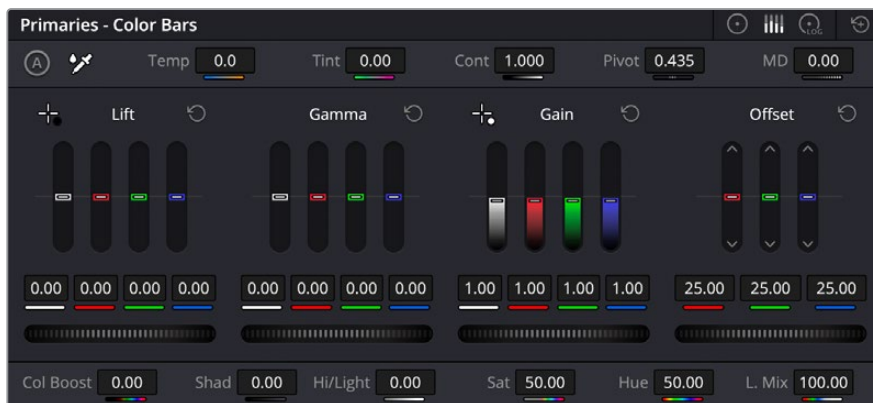 Primaries - Color Bars
LOG
A Temp 0.0 Tint 0.00 Cont 1.000 Pivot 0.435 MD 0.00
Lift Gamma Gain Offset
0.00 0.00 0.00 0.00 0.00 0.00 0.00 0.00 1.00 1.00 1.00 1.00 25.00 25.00 25.00
Col Boost 0.00 Shad 0.00 Hi/Light 0.00 Sat 50.00 Hue 50.00 L. Mix 100.00